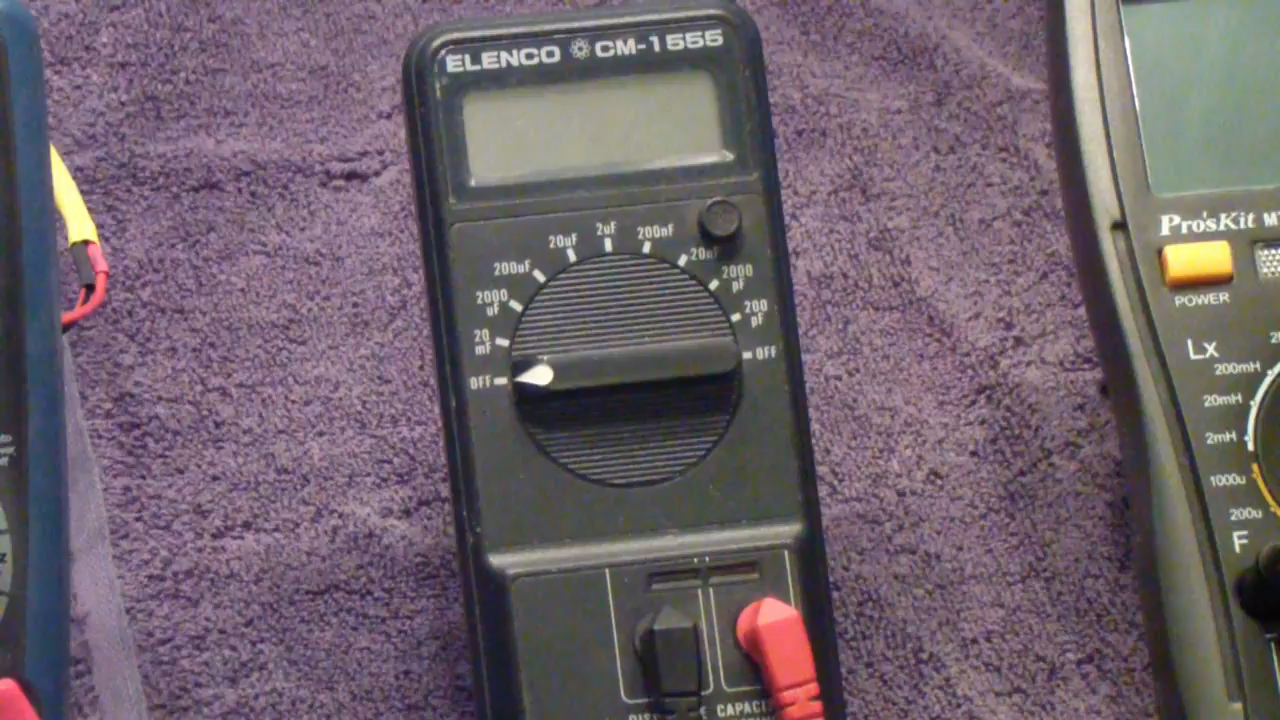 ELENCO CM-1555
2uF
200nF
20uF
20nF
200uF
2000
pF
2000
uF
200
pF
20
mF
OFF
OFF
CAPACI
Pro'sKit
POWER
Lx
200mH
20mH
2mH
1000u
200u
F